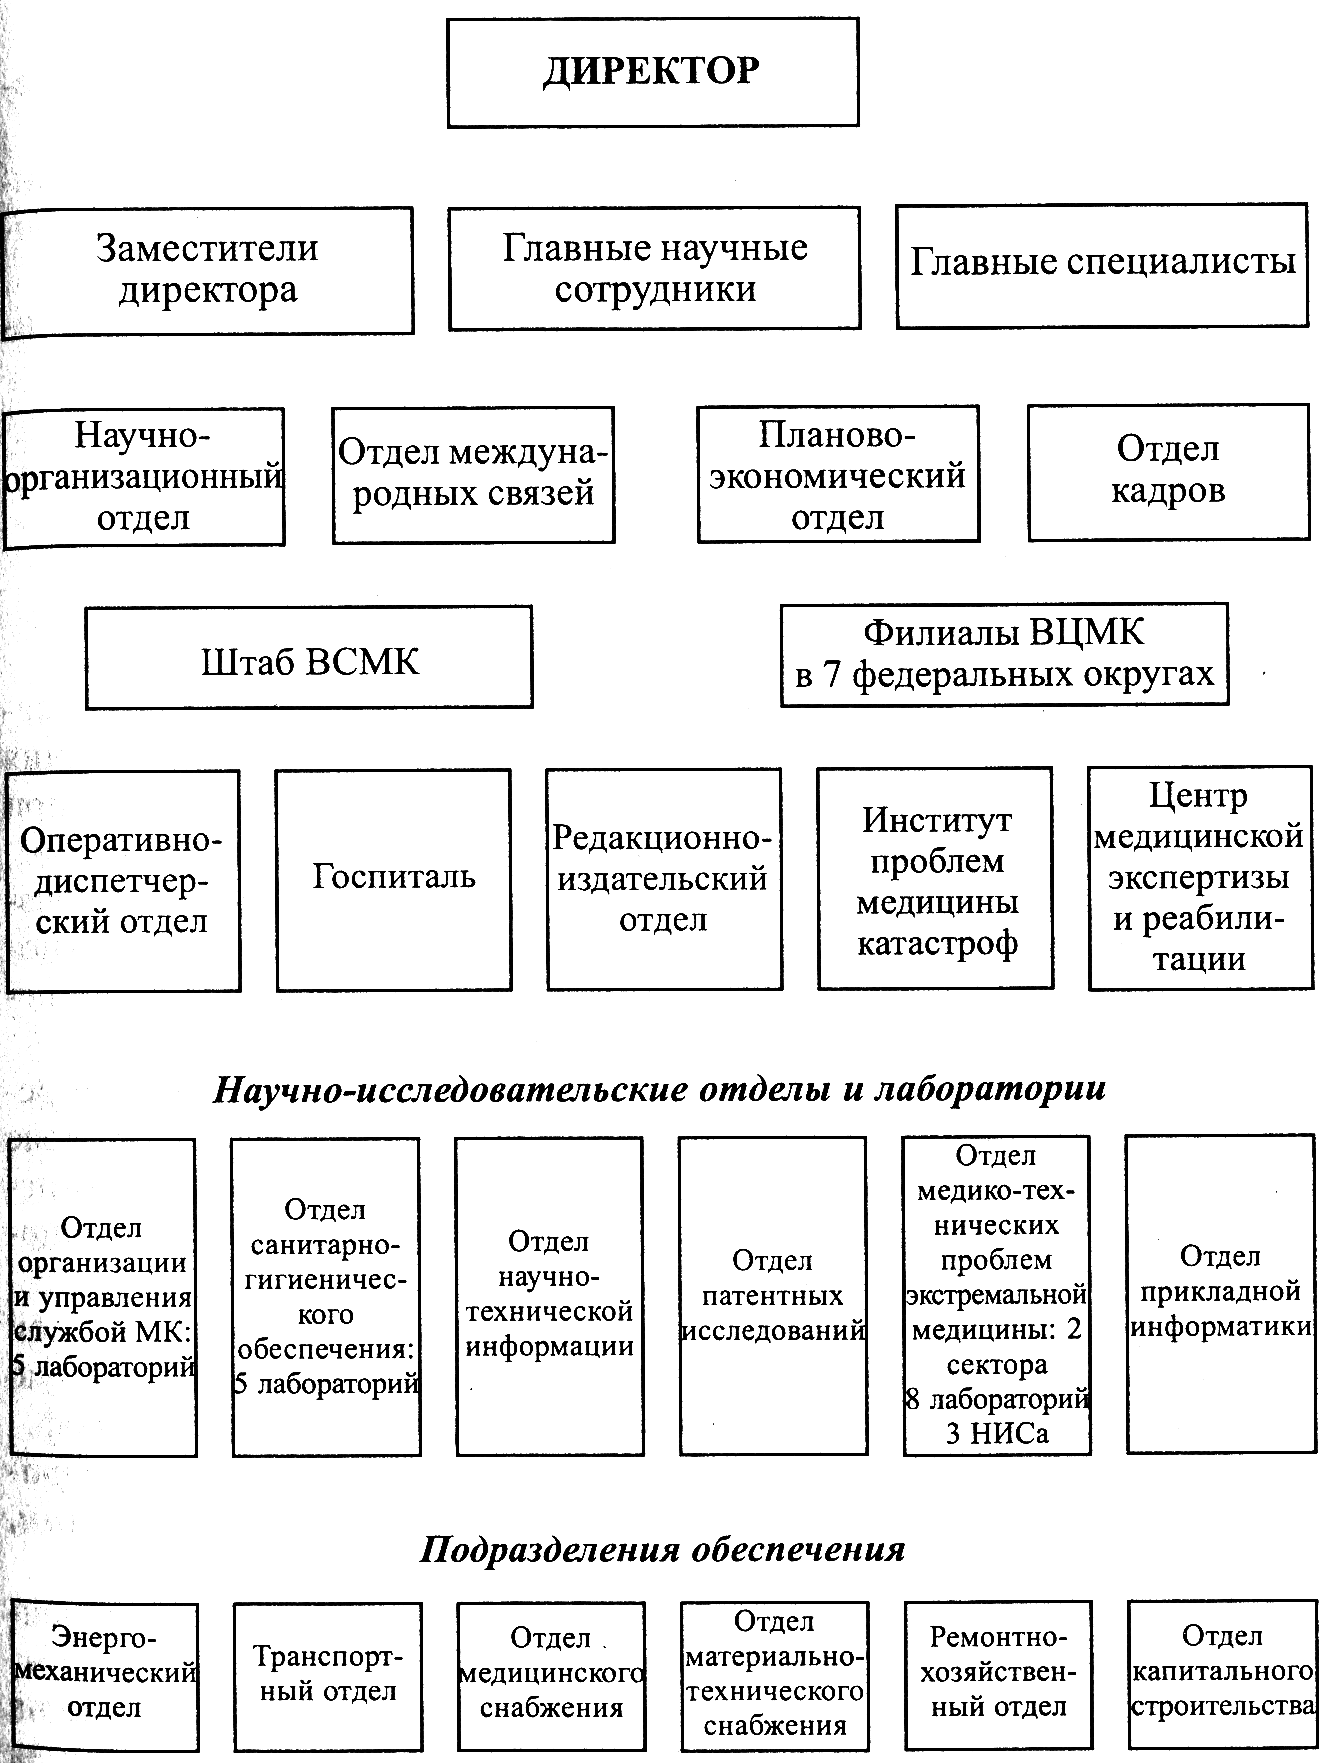 ДИРЕКТОР
Заместители
директора
Главные научные
сотрудники
Главные специалисты
Научно-
организационный
отдел
Отдел междуна-
родных связей
Планово-
экономический
отдел
Отдел
кадров
Штаб ВСМК
Филиалы ВЦМК
в 7 федеральных округах
Оперативно-
диспетчер-
ский отдел
Госпиталь
Редакционно-
издательский
отдел
Институт
проблем
медицины
катастроф
Центр
медицинской
экспертизы
и реабили-
тации
Научно-исследовательские отделы и лаборатории
Отдел
организации
и управления
службой МК:
5 лабораторий
Отдел
санитарно-
гигиеничес-
кого
обеспечения:
5 лабораторий
Отдел
научно-
технической
информации
Отдел
патентных
исследований
Отдел
медико-тех-
нических
проблем
экстремальной
медицины: 2
сектора
8 лабораторий
3 НИСа
Отдел
прикладной
информатики
Подразделения обеспечения
Энерго-
механический
отдел
Транспорт-
ный отдел
Отдел
медицинского
снабжения
Отдел
материально-
технического
снабжения
Ремонтно-
хозяйствен-
ный отдел
Отдел
капитального
строительства